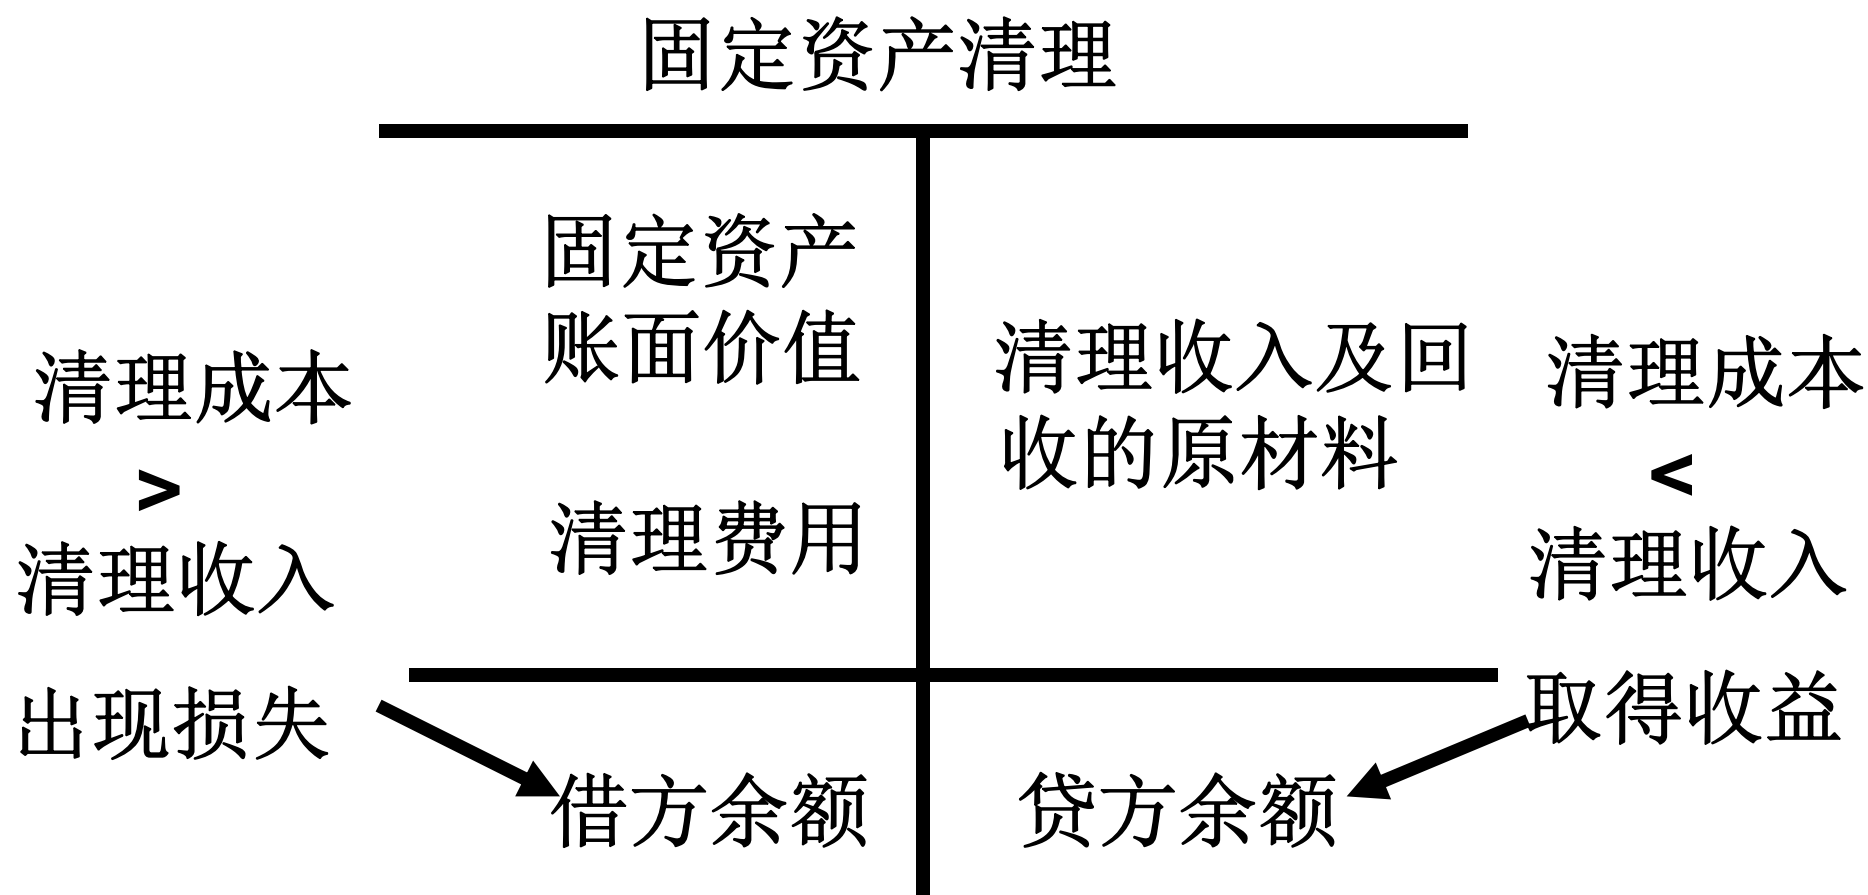 固定资产清理
固定资产
账面价值
清理费用
清理收入及回
收的原材料
清理成本
>
清理收入
出现损失
清理成本
<
清理收入
取得收益
借方余额
贷方余额